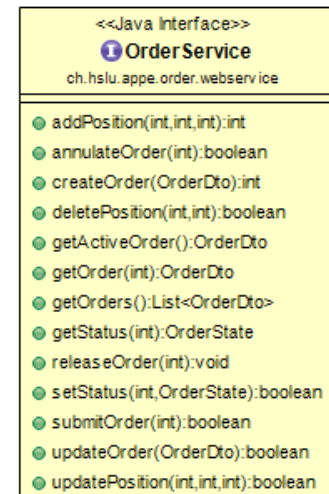 <<Java Interface>>
I OrderService
ch.hslu.appe.order.webservice
addPosition(int,int,int):int
annulateOrder(int):boolean
createOrder(OrderDto):int
deletePosition(int,int):boolean
getActiveOrder():OrderDto
getOrder(int):OrderDto
getOrders():List<OrderDto>
getStatus(int):OrderState
releaseOrder(int):void
setStatus(int,OrderState):boolean
submitOrder(int):boolean
updateOrder(OrderDto):boolean
updatePosition(int,int,int):boolean